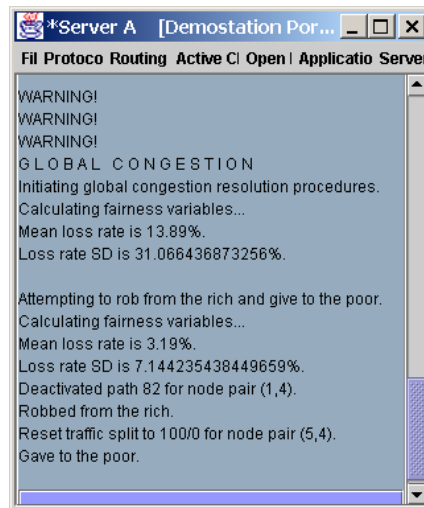 *Server A [Demostation Por...
Fil Protoco Routing Active Cl Open I Applicatio Server
WARNING!
WARNING!
WARNING!
G L O B A L C O N G E S T I O N
Initiating global congestion resolution procedures.
Calculating fairness variables...
Mean loss rate is 13.89%.
Loss rate SD is 31.066436873256%.
Attempting to rob from the rich and give to the poor.
Calculating fairness variables...
Mean loss rate is 3.19%.
Loss rate SD is 7.144235438449659%.
Deactivated path 82 for node pair (1,4).
Robbed from the rich.
Reset traffic split to 100/0 for node pair (5,4).
Gave to the poor.